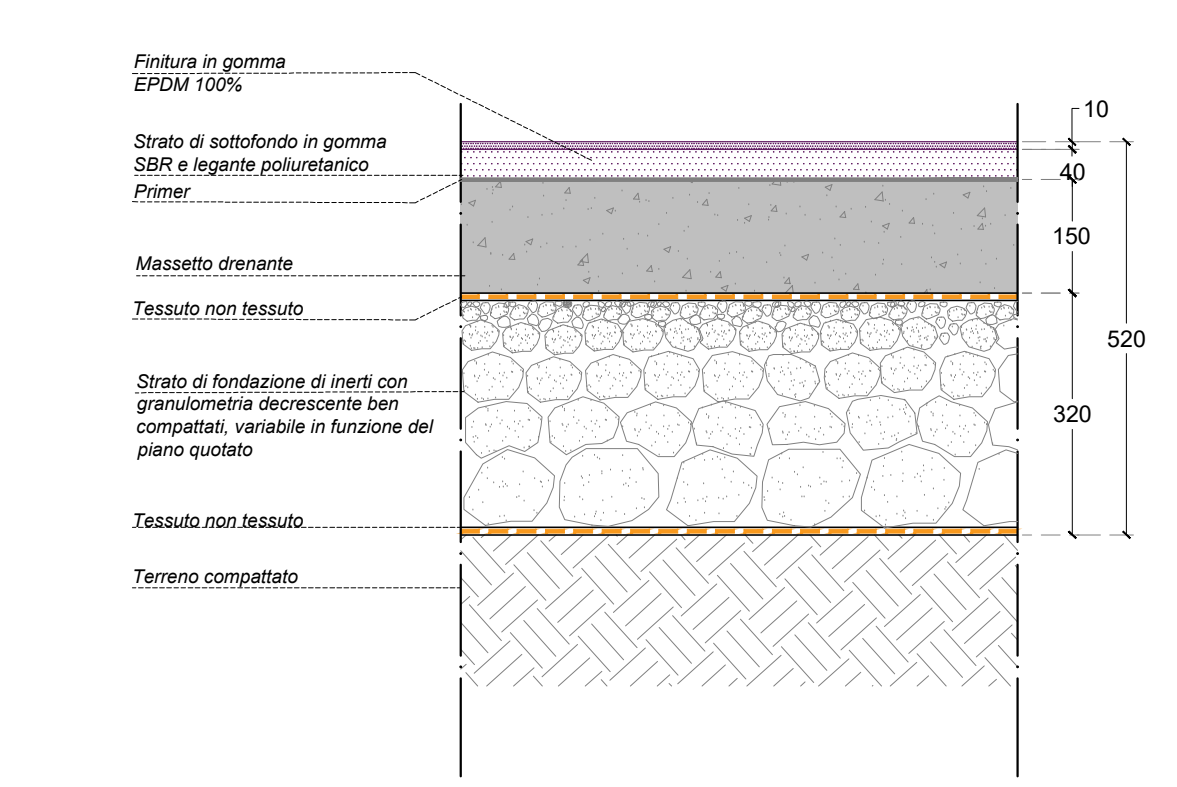 Finitura in gomma
EPDM 100%
Strato di sottofondo in gomma
SBR e legante poliuretanico
Primer
Massetto drenante
Tessuto non tessuto
Strato di fondazione di inerti con
granulometria decrescente ben
compattati, variabile in funzione del
piano quotato
Tessuto non tessuto
Terreno compattato
10
40
150
520
320